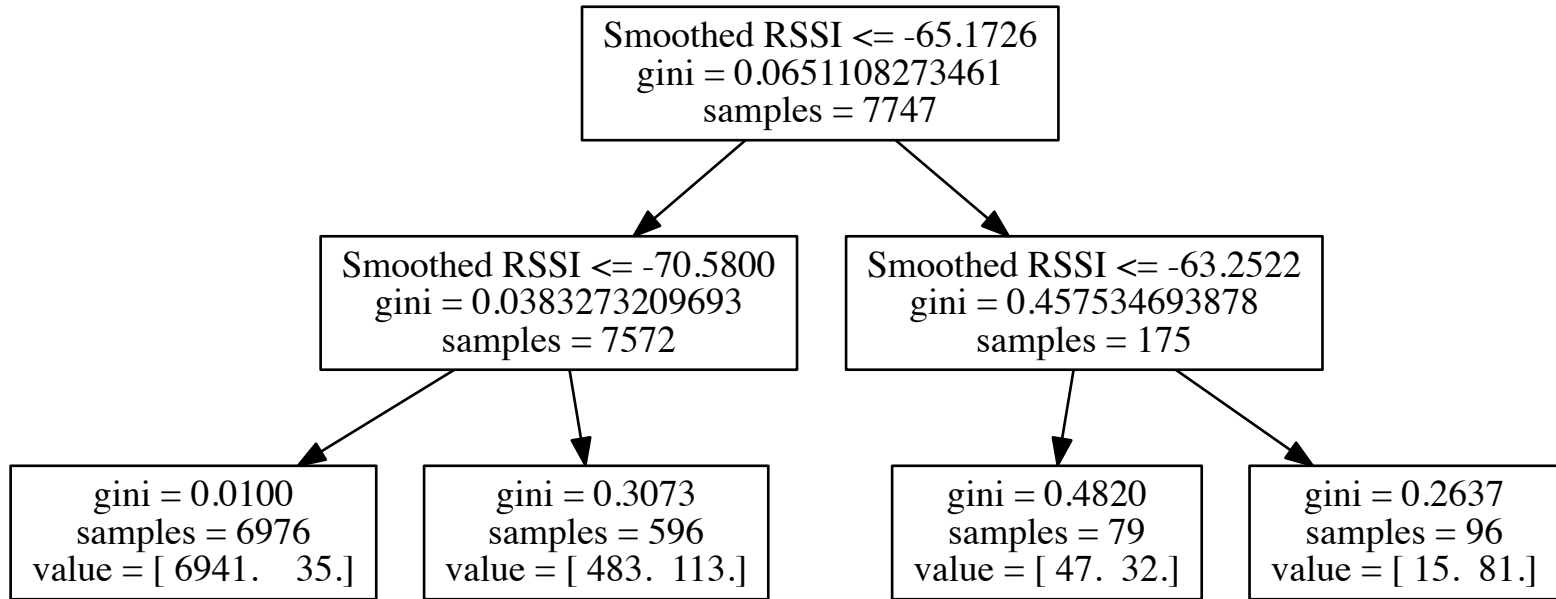 Smoothed RSSI <= -65.1726
gini = 0.0651108273461
samples = 7747
Smoothed RSSI <= -70.5800
gini = 0.0383273209693
samples = 7572
Smoothed RSSI <= -63.2522
gini = 0.457534693878
samples = 175
gini = 0.0100
samples = 6976
value = [ 6941. 35.]
gini = 0.3073
samples = 596
value = [ 483. 113.]
gini = 0.4820
samples = 79
value = [ 47. 32.]
gini = 0.2637
samples = 96
value = [ 15. 81.]